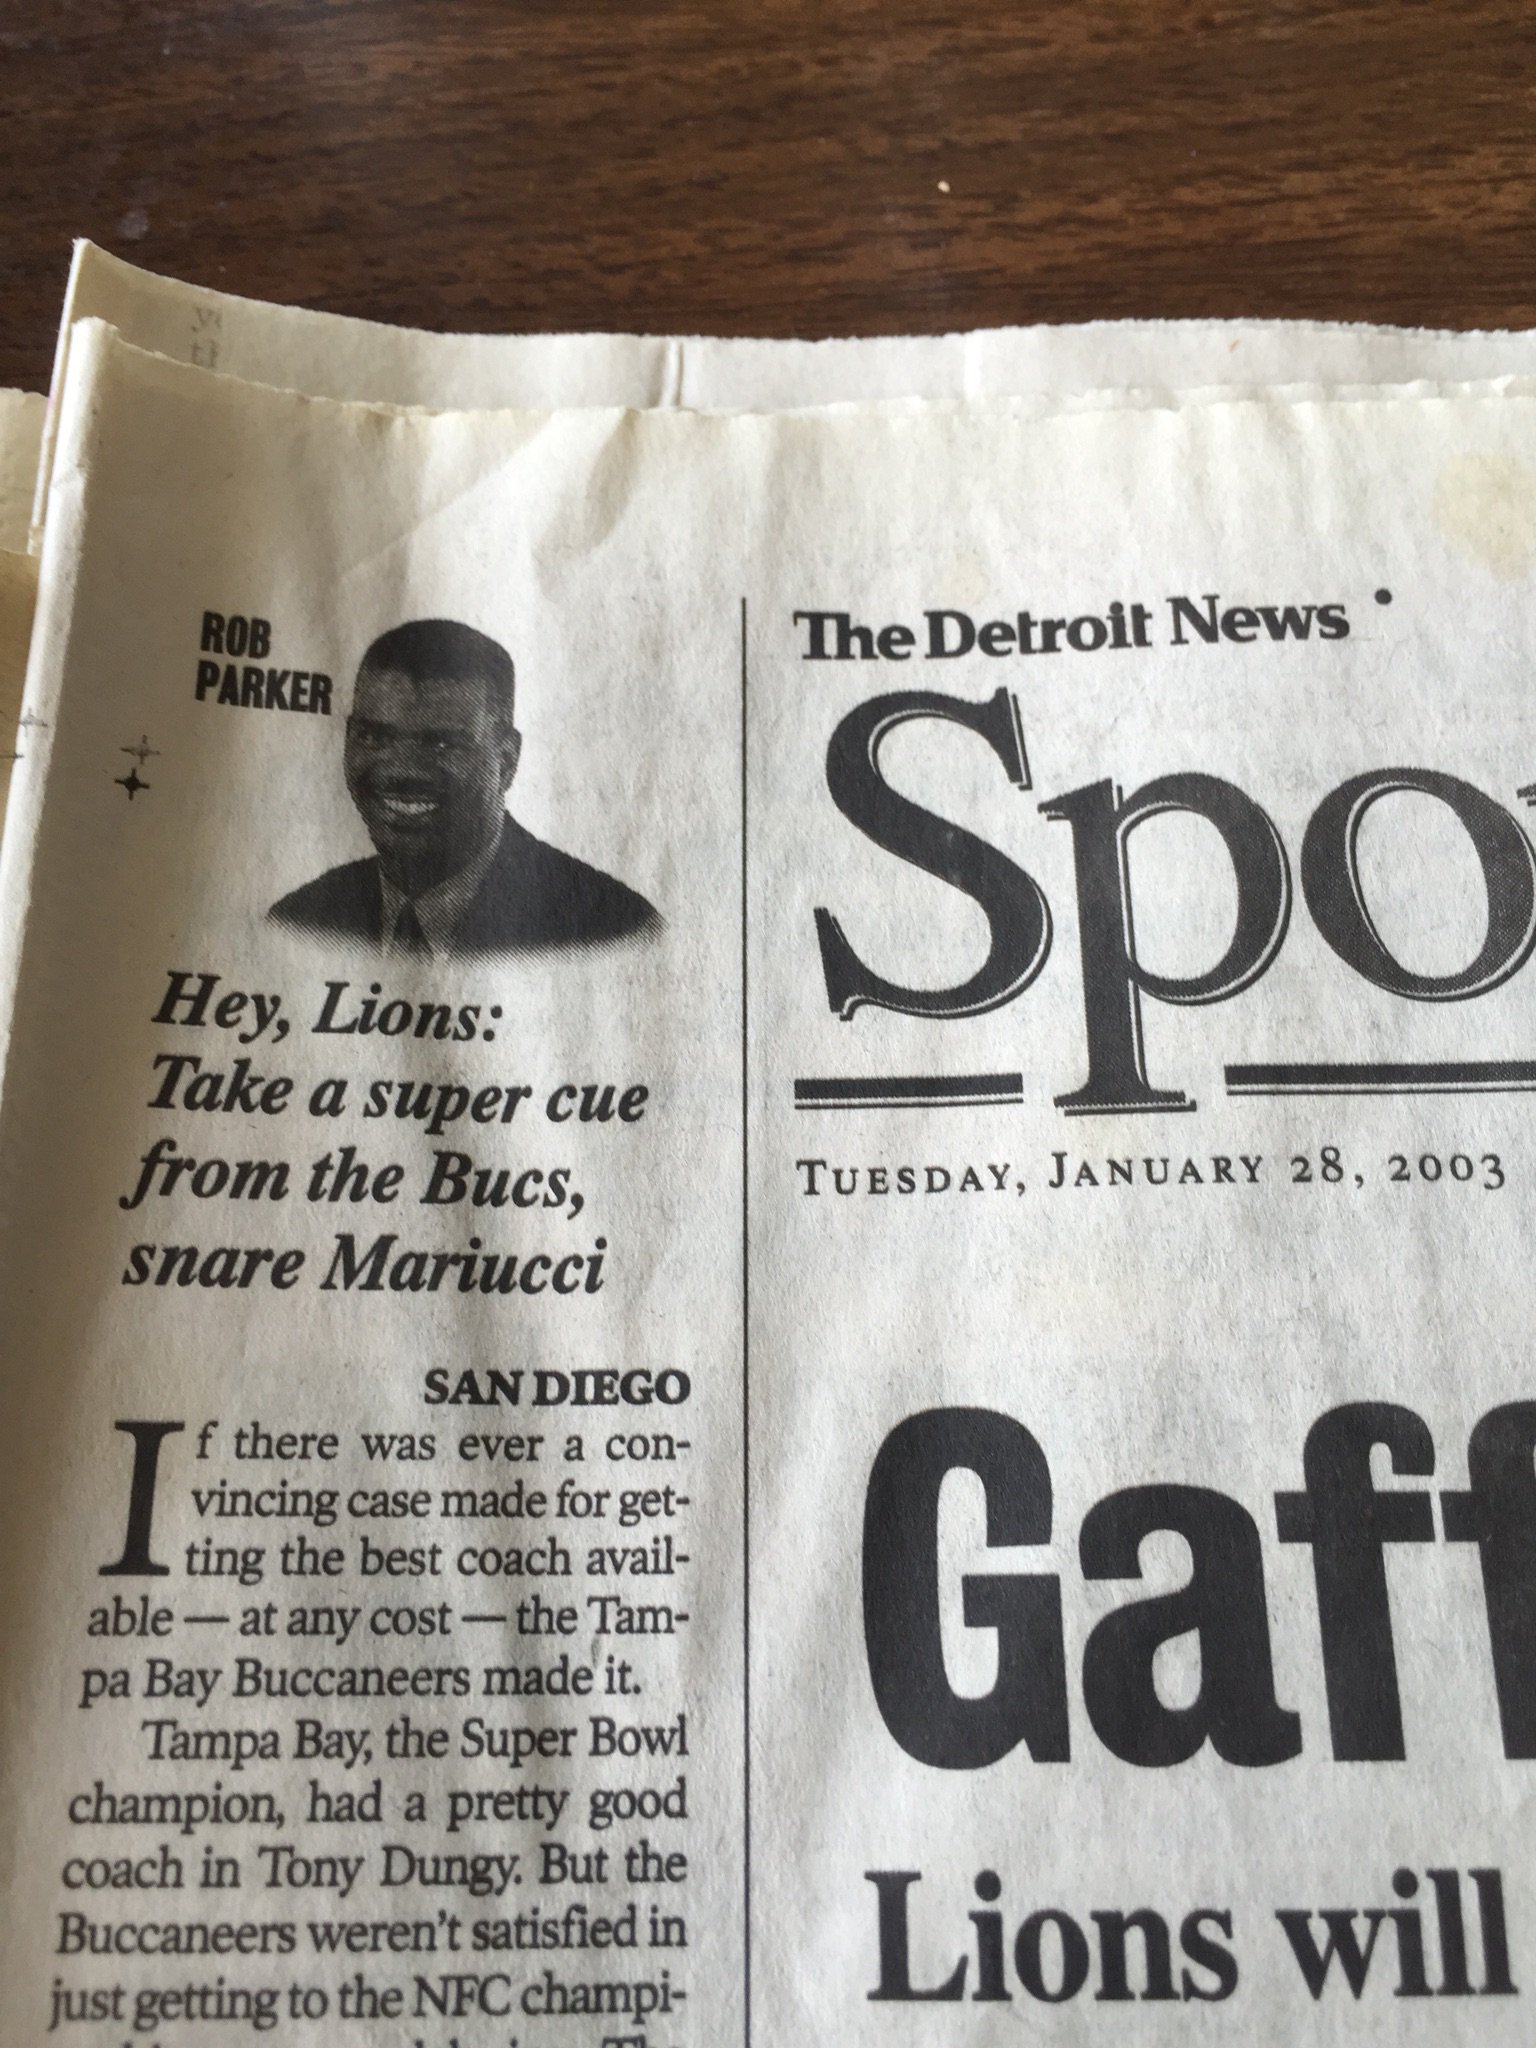 ROB
PARKER
Hey, Lions:
Take a super cue
from the Bucs,
snare Mariucci
SAN DIEGO
If there was ever a con-
vincing case made for get-
ting the best coach avail-
able — at any cost — the Tam-
pa Bay Buccaneers made it.
Tampa Bay, the Super Bowl
champion, had a pretty good
coach in Tony Dungy. But the
Buccaneers weren't satisfied in
just getting to the NFC champi-
The Detroit News
Spo
TUESDAY, JANUARY 28, 2003
Gaff
Lions will